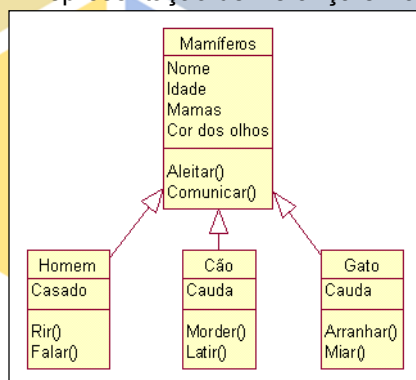 Mamíferos
Nome
Idade
Mamas
Cor dos olhos
Aleitar()
Comunicar()
Homem
Casado
Rir()
Falar()
Cão
Cauda
Morder()
Latir()
Gato
Cauda
Arranhar()
Miar()